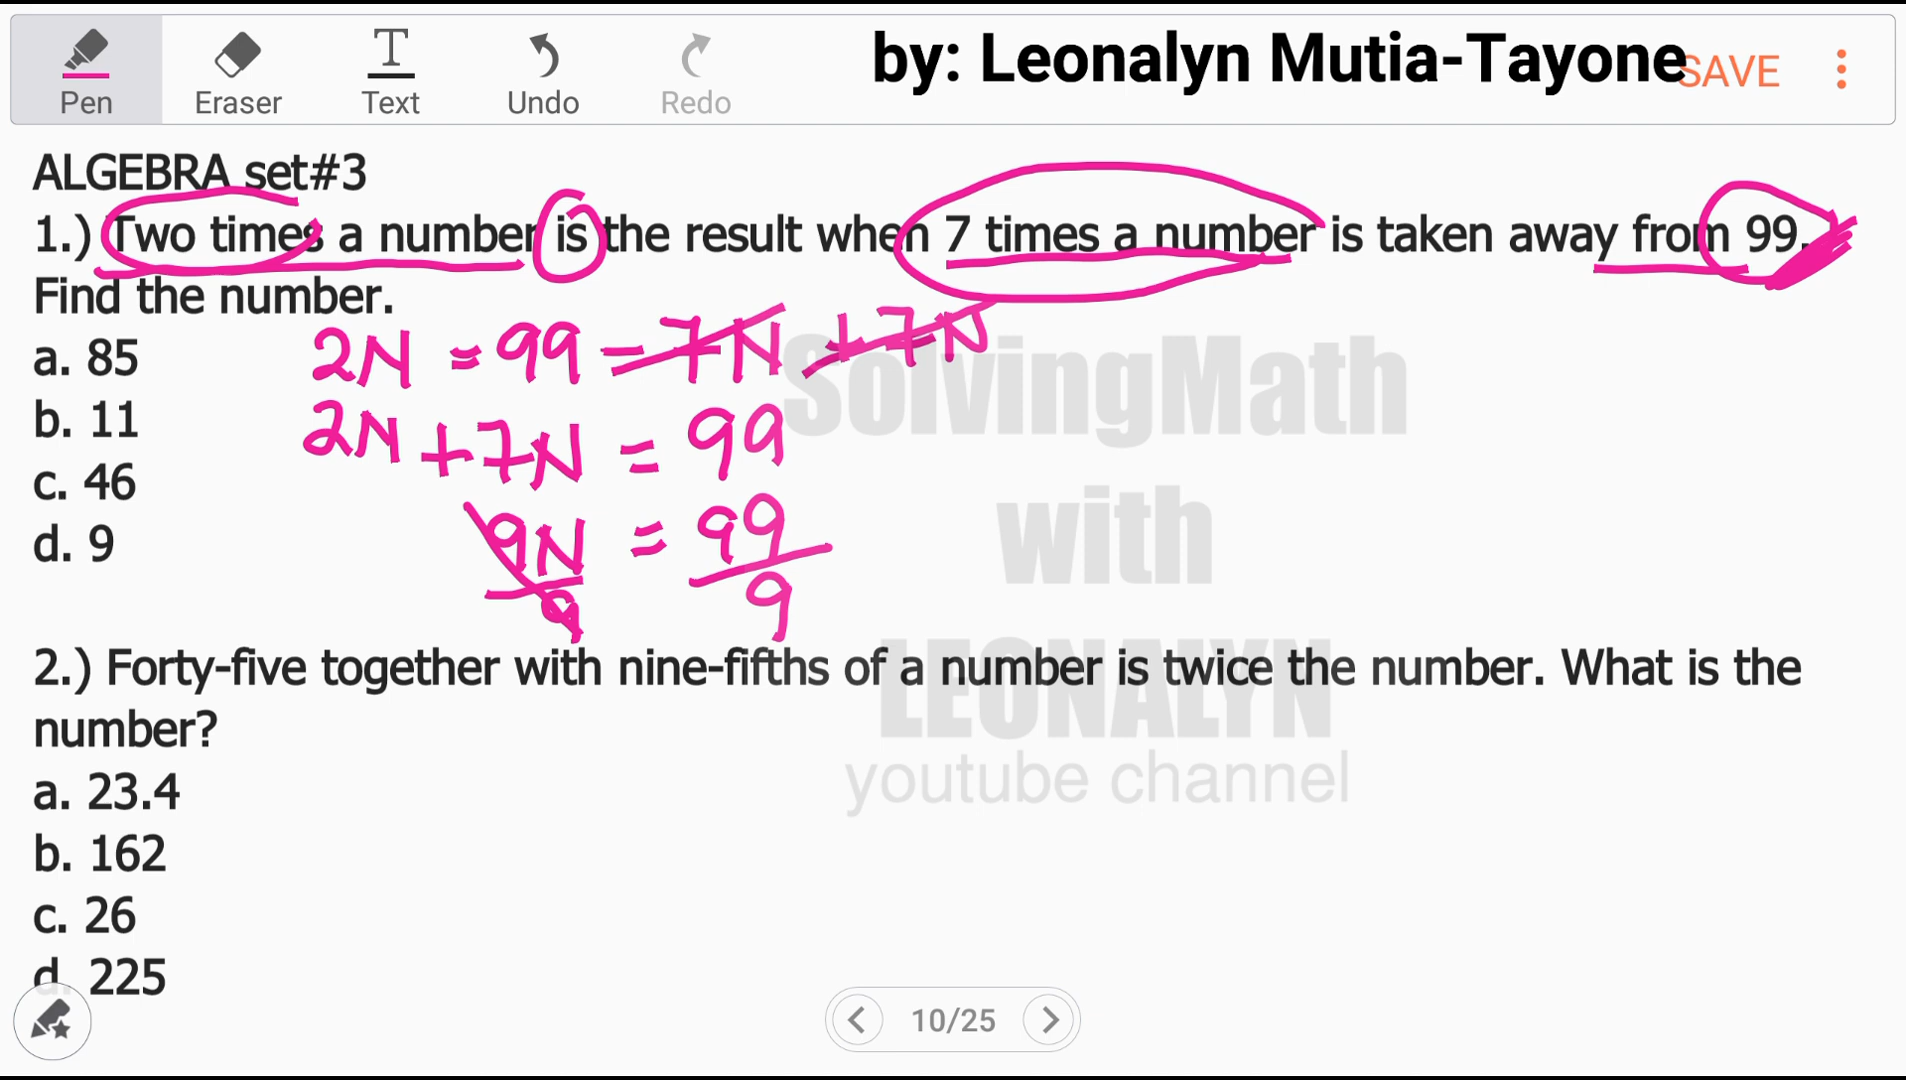 Pen
Eraser
T
Text
Undo
Redo
by: Leonalyn Mutia-Tayone
SAVE
ALGEBRA set#3
1.) Two times a number is the result when 7 times a number is taken away from 99.
Find the number.
a. 85
b. 11
c. 46
d. 9
2N = 99 - 7N + 7N
2N + 7N = 99
9N = 99
9 9
SolvingMath
with
LEONALYN
youtube channel
2.) Forty-five together with nine-fifths of a number is twice the number. What is the
number?
a. 23.4
b. 162
c. 26
d. 225
10/25